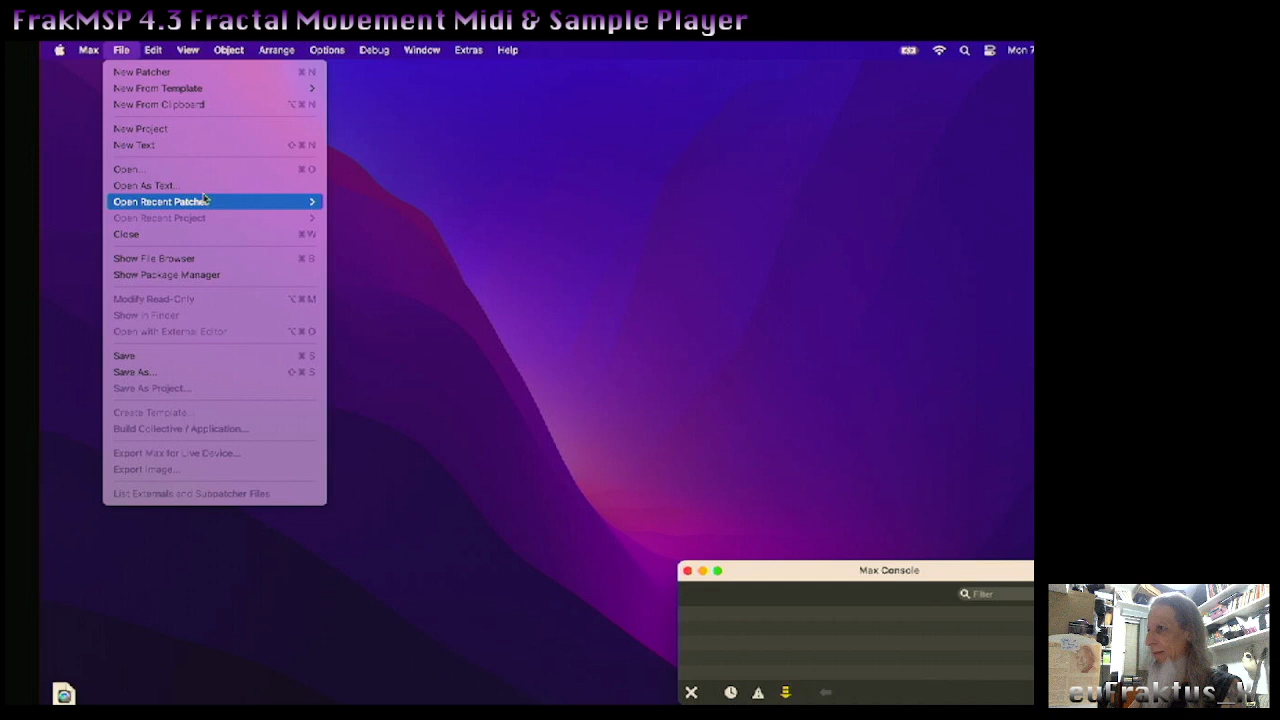 FrakMSP 4.3 Fractal Movement Midi & Sample Player
Max File Edit View Object Arrange Options Debug Window Extras Help Mon 7
New Patcher ⌘ N
New From Template >
New From Clipboard ⌥⌘ N
New Project
New Text ⇧⌘ N
Open... ⌘ O
Open As Text...
Open Recent Patcher >
Open Recent Project >
Close ⌘ W
Show File Browser ⌘ B
Show Package Manager
Modify Read-Only ⌥⌘ M
Show in Finder
Open with External Editor ⌥⌘ O
Save ⌘ S
Save As... ⇧⌘ S
Save As Project...
Create Template...
Build Collective / Application...
Export Max for Live Device...
Export Image...
List Externals and Subpatcher Files
Max Console
Filter